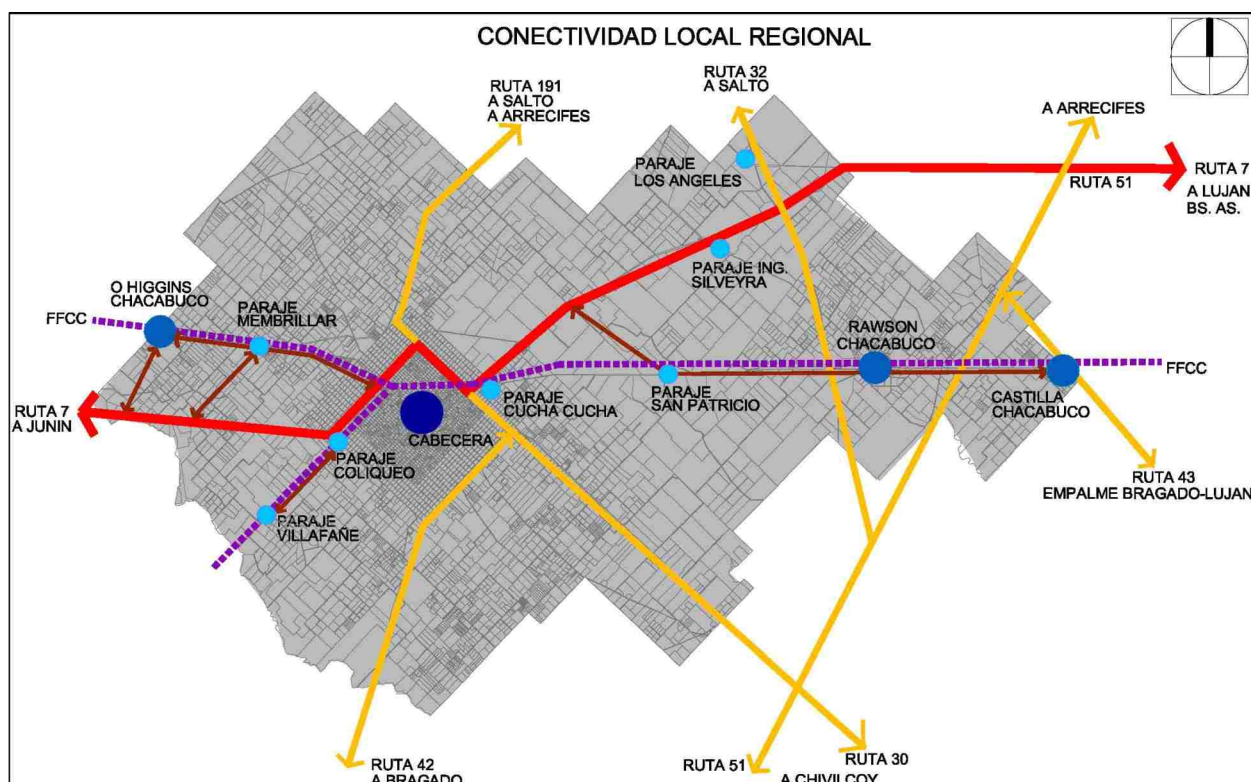 CONECTIVIDAD LOCAL REGIONAL
RUTA 191
A SALTO
A ARRECIFES
RUTA 32
A SALTO
A ARRECIFES
PARAJE
LOS ANGELES
RUTA 51
RUTA 7
A LUJAN
BS. AS.
PARAJE ING.
SILVEYRA
O HIGGINS
CHACABUCO
FFCC
PARAJE
MEMBRILLAR
RAWSON
CHACABUCO
FFCC
PARAJE
CUCHA CUCHA
PARAJE
SAN PATRICIO
CASTILLA
CHACABUCO
RUTA 7
A JUNIN
CABECERA
PARAJE
COLIQUEO
RUTA 43
EMPALME BRAGADO-LUJAN
PARAJE
VILLAFAÑE
RUTA 42
A BRAGADO
RUTA 51
RUTA 30
A CHIVILCOY